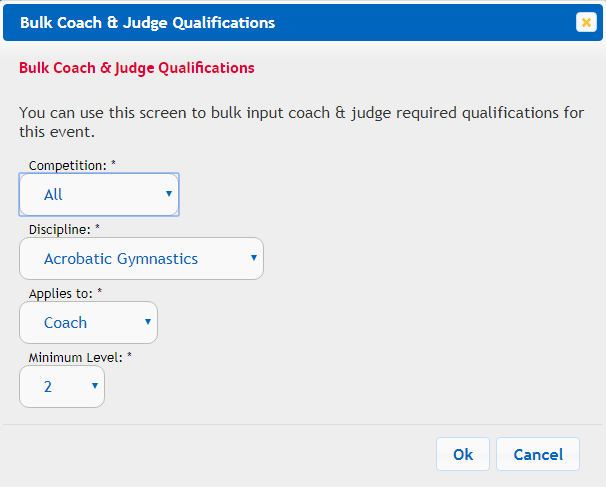 Bulk Coach & Judge Qualifications
Bulk Coach & Judge Qualifications
You can use this screen to bulk input coach & judge required qualifications for
this event.
Competition: *
All
Discipline: *
Acrobatic Gymnastics
Applies to: *
Coach
Minimum Level: *
2
Ok Cancel